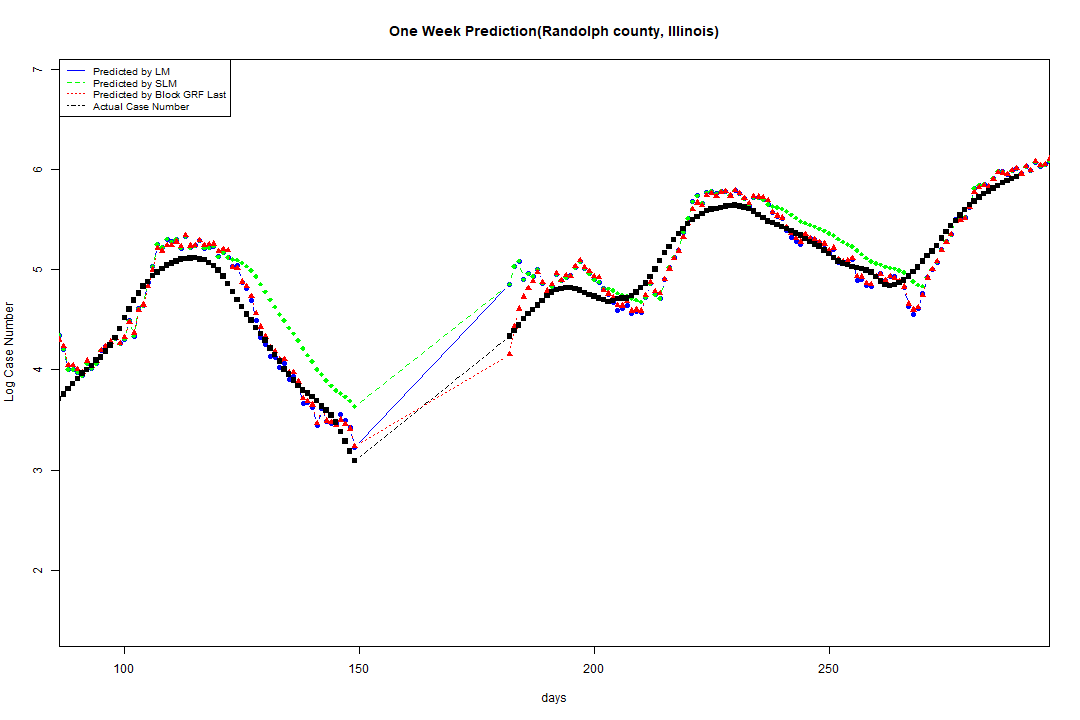 One Week Prediction(Randolph county, Illinois)
Predicted by LM
Predicted by SLM
Predicted by Block GRF Last
Actual Case Number
7
6
5
4
3
2
Log Case Number
100 150 200 250
days